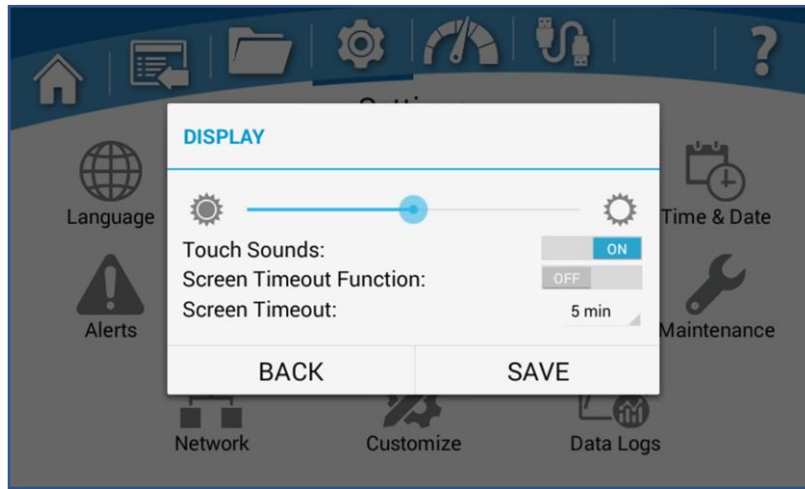 ?
DISPLAY
Language
Time & Date
Touch Sounds:
ON
Screen Timeout Function:
OFF
Screen Timeout:
5 min
Alerts
Maintenance
BACK
SAVE
Network
Customize
Data Logs